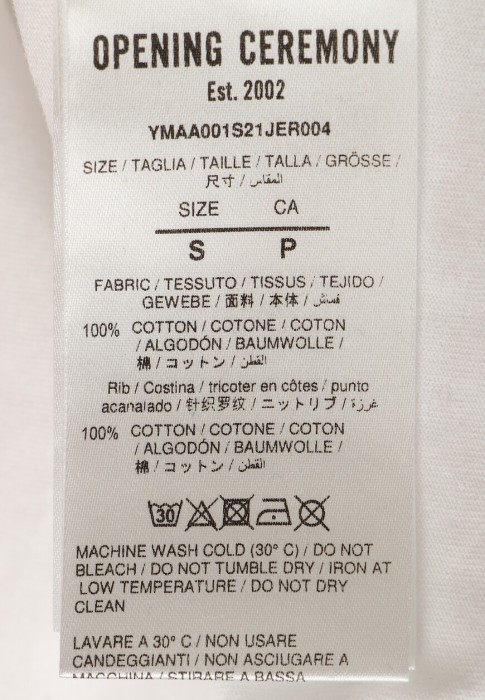 OPENING CEREMONY
Est. 2002
YMAA001S21JER004
SIZE / TAGLIA / TAILLE / TALLA / GRÖSSE /
尺寸 / المقاس /
SIZE CA
S P
FABRIC / TESSUTO / TISSUS / TEJIDO /
GEWEBE / 面料 / 本体 / قماش
100% COTTON / COTONE / COTON
/ ALGODÓN / BAUMWOLLE /
棉 / コットン / القطن
Rib / Costina / tricoter en côtes / punto
acanalado / 针织罗纹 / ニットリブ / غرزة
100% COTTON / COTONE / COTON
/ ALGODÓN / BAUMWOLLE /
棉 / コットン / القطن
30
MACHINE WASH COLD (30° C) / DO NOT
BLEACH / DO NOT TUMBLE DRY / IRON AT
LOW TEMPERATURE / DO NOT DRY
CLEAN
LAVARE A 30° C / NON USARE
CANDEGGIANTI / NON ASCIUGARE A
MACCHINA / STIRARE A BASSA